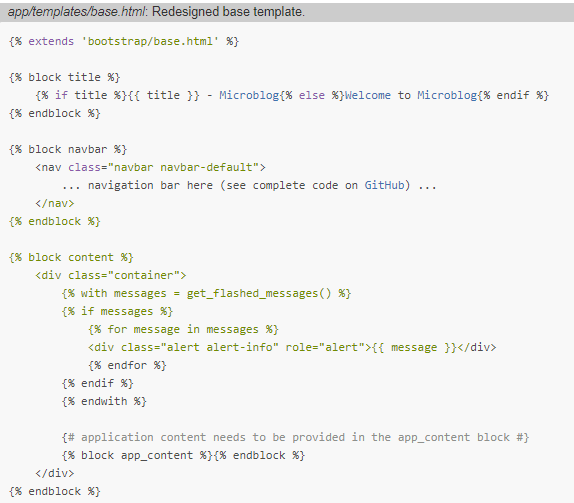 app/templates/base.html: Redesigned base template.
{% extends 'bootstrap/base.html' %}
{% block title %}
    {% if title %}{{ title }} - Microblog{% else %}Welcome to Microblog{% endif %}
{% endblock %}
{% block navbar %}
    <nav class="navbar navbar-default">
        ... navigation bar here (see complete code on GitHub) ...
    </nav>
{% endblock %}
{% block content %}
    <div class="container">
        {% with messages = get_flashed_messages() %}
        {% if messages %}
            {% for message in messages %}
            <div class="alert alert-info" role="alert">{{ message }}</div>
            {% endfor %}
        {% endif %}
        {% endwith %}
        {# application content needs to be provided in the app_content block #}
        {% block app_content %}{% endblock %}
    </div>
{% endblock %}